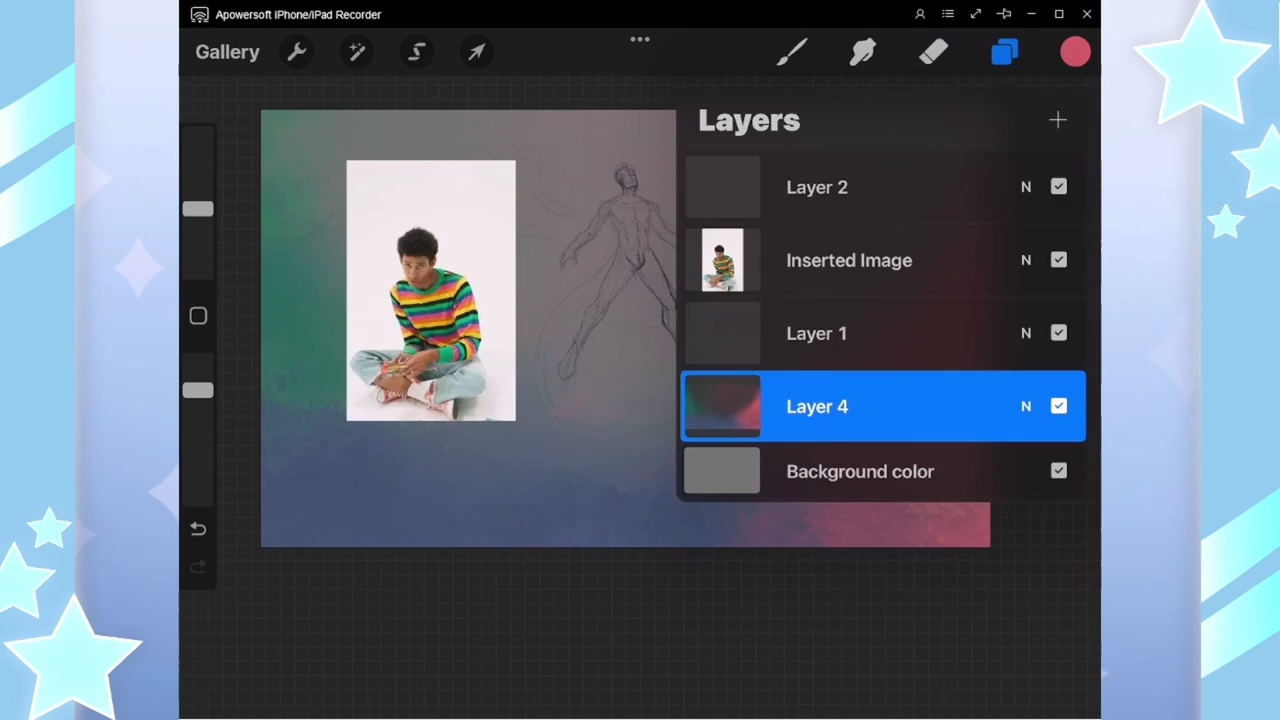 Apowersoft iPhone/iPad Recorder
Gallery
Layers
Layer 2 N
Inserted Image N
Layer 1 N
Layer 4 N
Background color